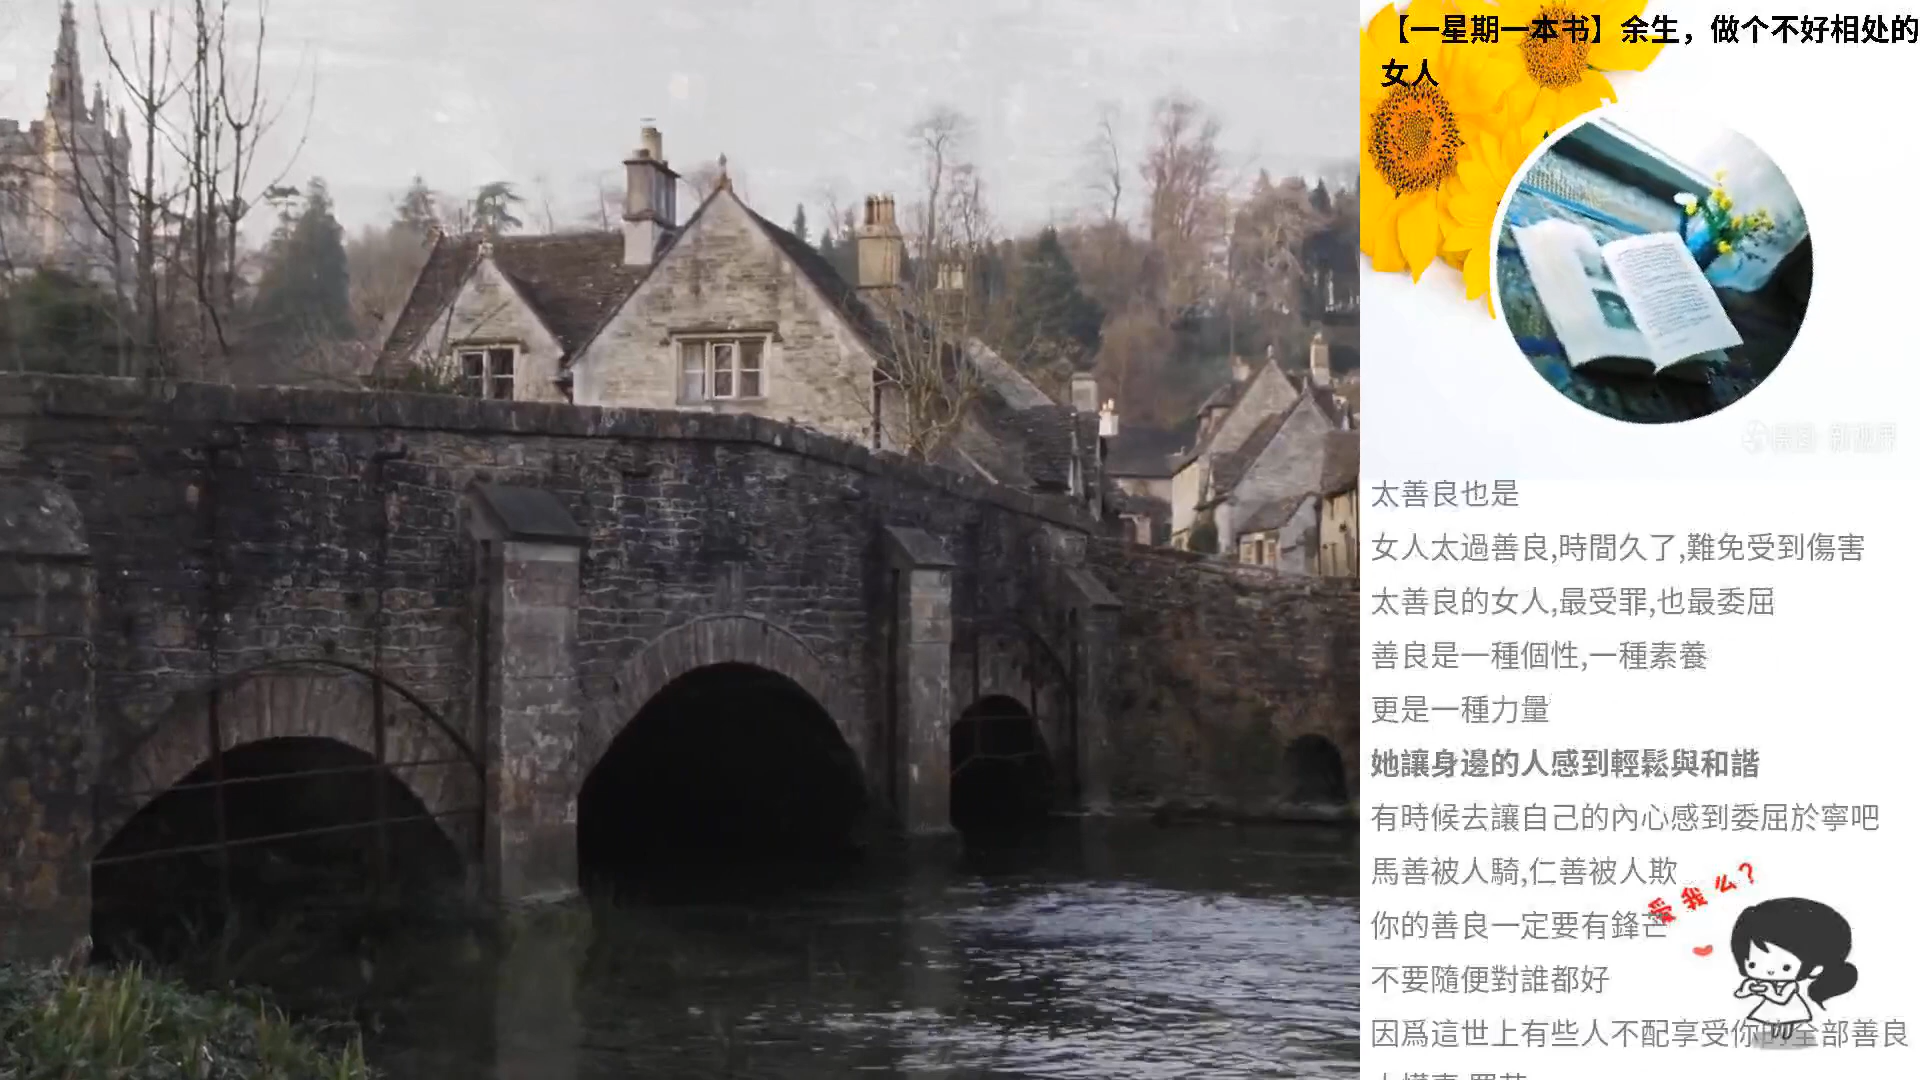 【一星期一本书】余生，做个不好相处的
女人
太善良也是
女人太過善良,時間久了,難免受到傷害
太善良的女人,最受罪,也最委屈
善良是一種個性,一種素養
更是一種力量
她讓身邊的人感到輕鬆與和諧
有時候去讓自己的內心感到委屈於寧吧
馬善被人騎,仁善被人欺
爱我么?
你的善良一定要有鋒芒
不要隨便對誰都好
因爲這世上有些人不配享受你的全部善良